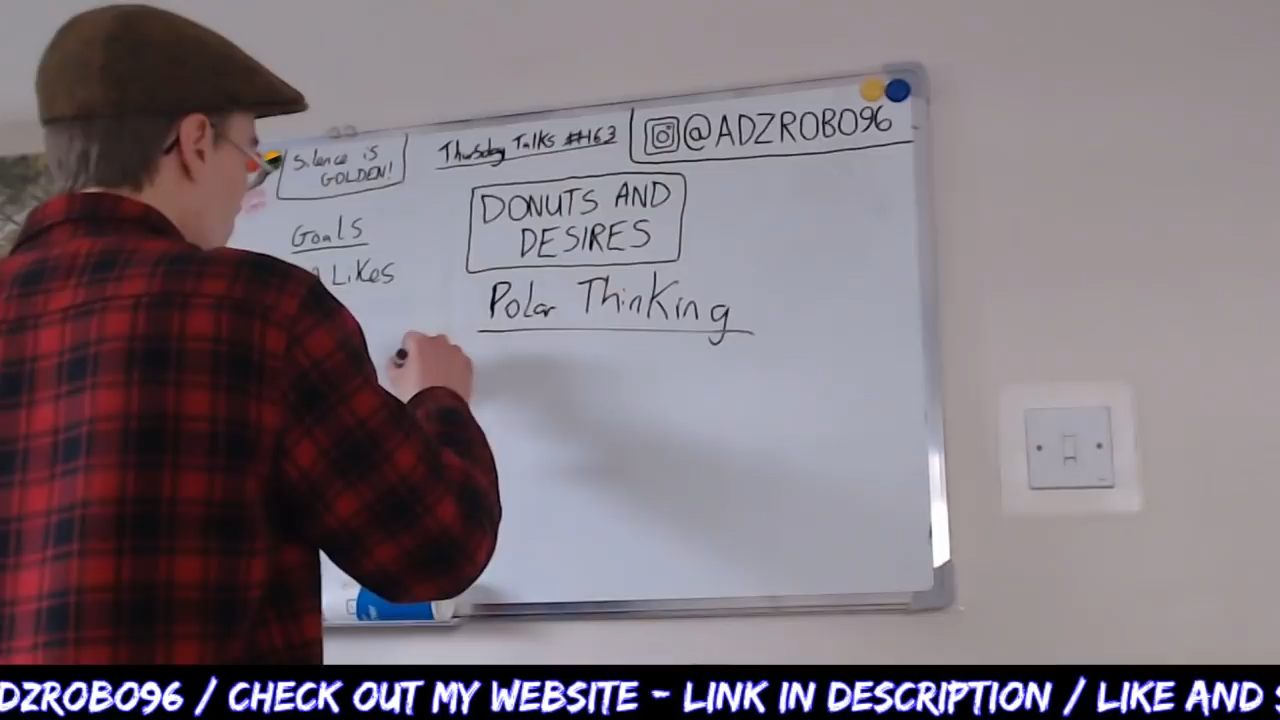 Silence is
GOLDEN!
Thursday Talks #163
@ADZROBO96
DONUTS AND
DESIRES
Goals
Likes
Polar Thinking
DZROBO96 / CHECK OUT MY WEBSITE - LINK IN DESCRIPTION / LIKE AND